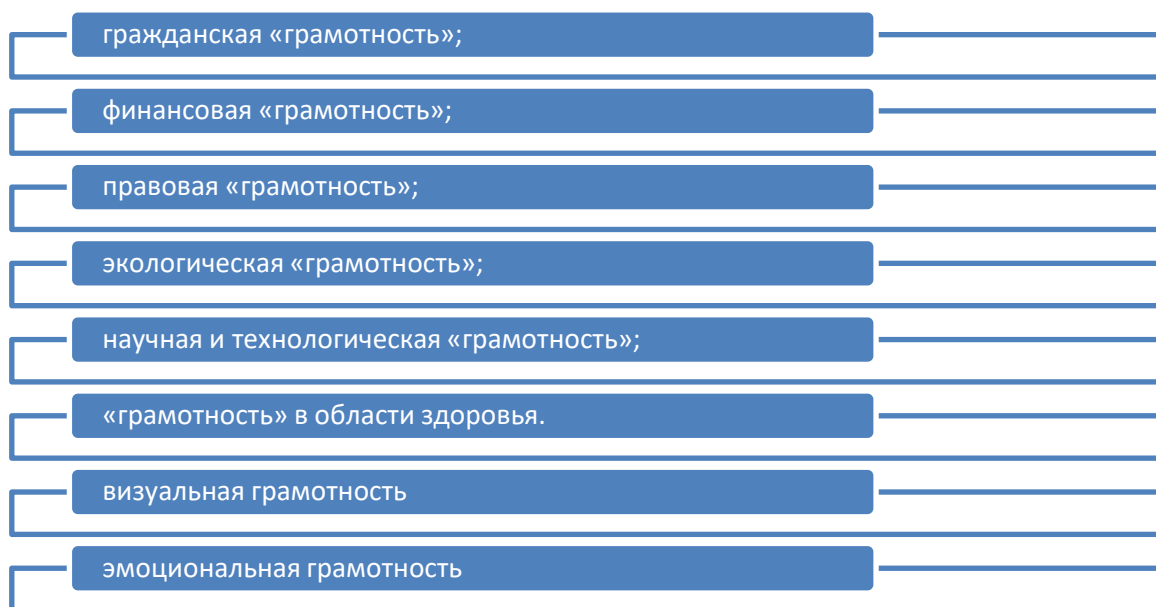 гражданская «грамотность»;
финансовая «грамотность»;
правовая «грамотность»;
экологическая «грамотность»;
научная и технологическая «грамотность»;
«грамотность» в области здоровья.
визуальная грамотность
эмоциональная грамотность